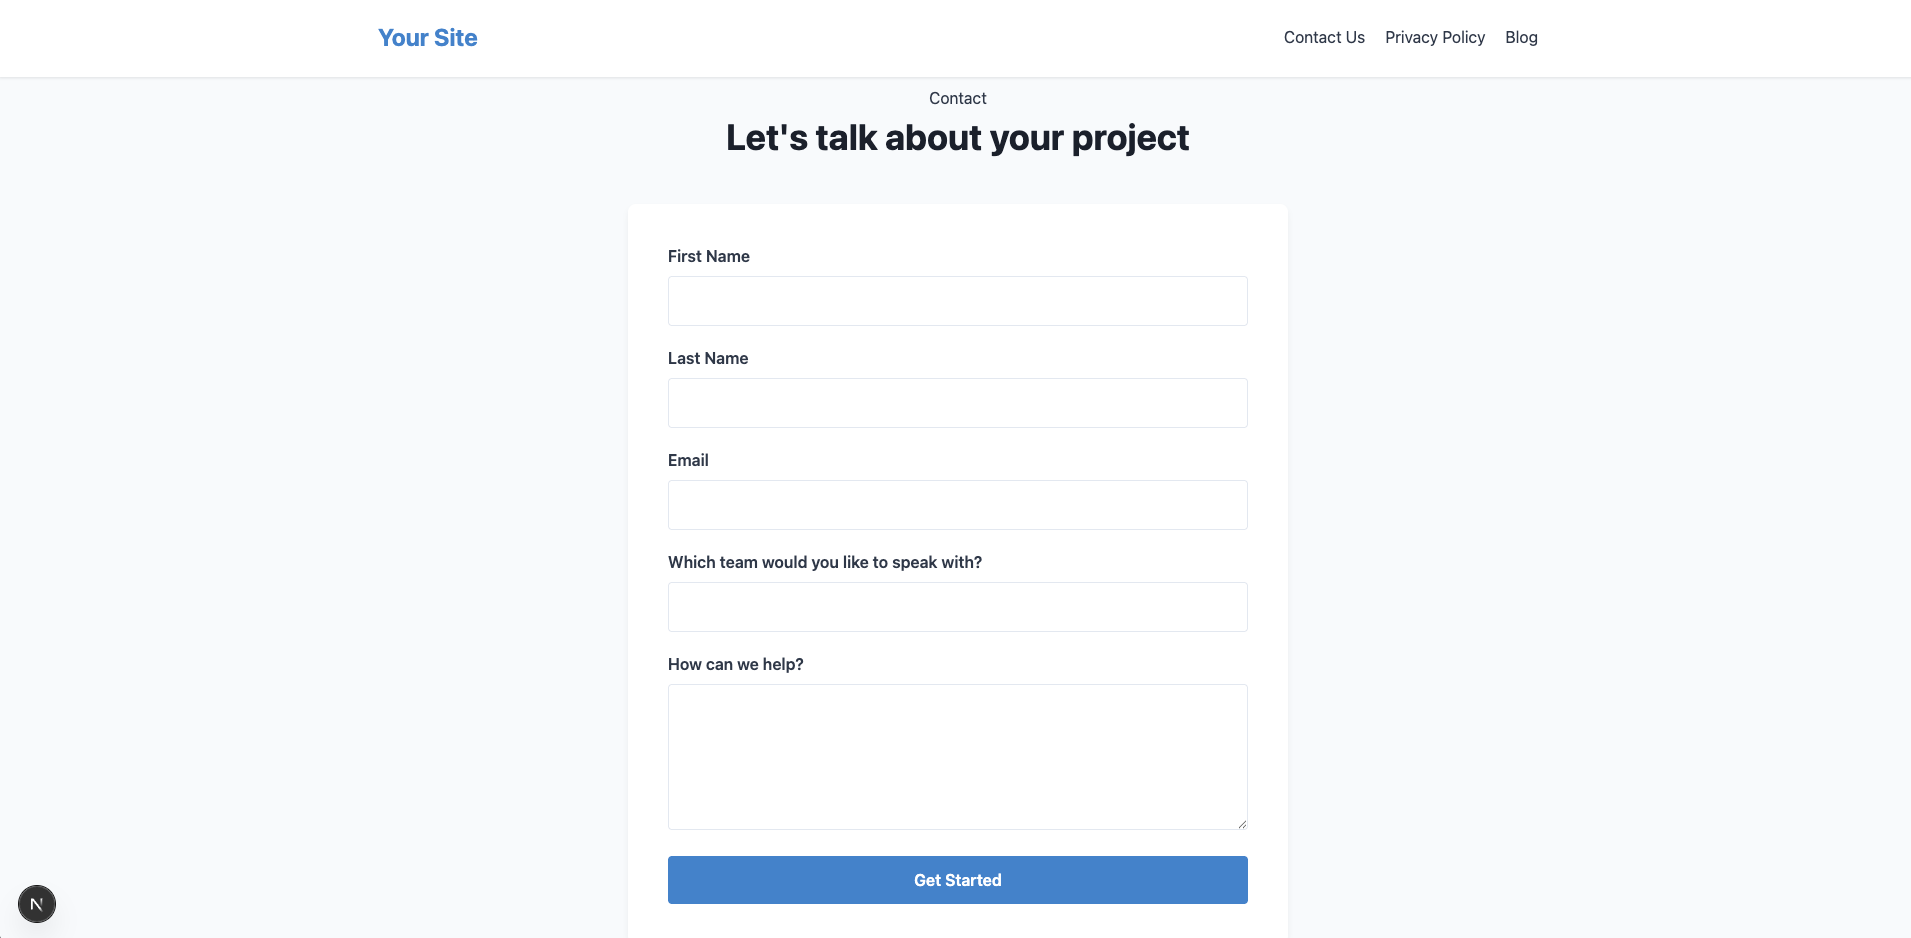 Your Site
Contact Us Privacy Policy Blog
Contact
Let's talk about your project
First Name
Last Name
Email
Which team would you like to speak with?
How can we help?
Get Started
N